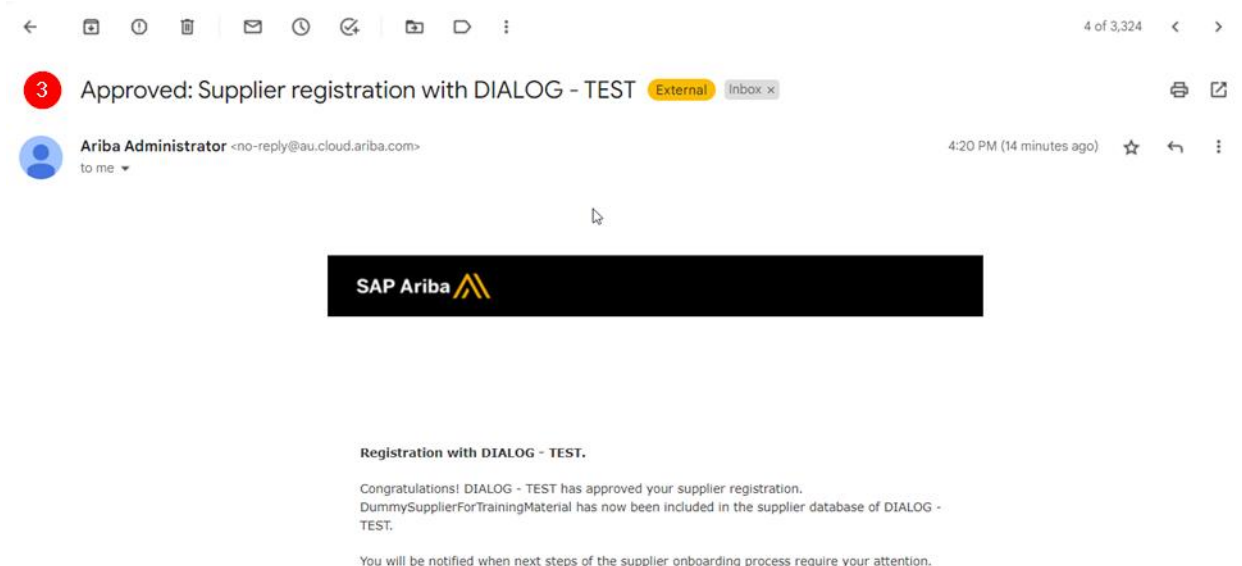 4 of 3,324
3
Approved: Supplier registration with DIALOG - TEST External Inbox ×
Ariba Administrator <no-reply@au.cloud.ariba.com>
4:20 PM (14 minutes ago)
to me
SAP Ariba
Registration with DIALOG - TEST.
Congratulations! DIALOG - TEST has approved your supplier registration.
DummySupplierForTrainingMaterial has now been included in the supplier database of DIALOG -
TEST.
You will be notified when next steps of the supplier onboarding process require your attention.